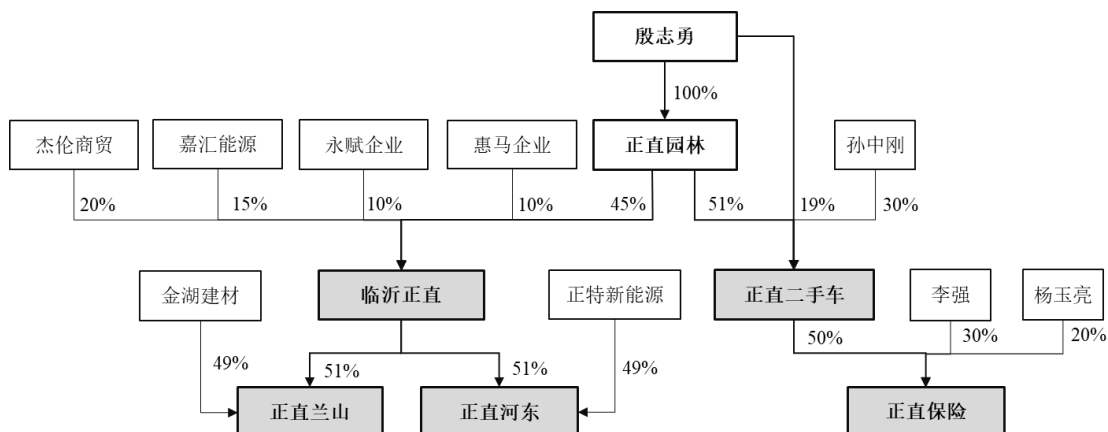 殷志勇
100%
杰伦商贸
嘉汇能源
永赋企业
惠马企业
正直园林
孙中刚
20%
15%
10%
10%
45%
51%
19%
30%
金湖建材
临沂正直
正特新能源
正直二手车
李强
杨玉亮
49%
51%
51%
49%
50%
30%
20%
正直兰山
正直河东
正直保险